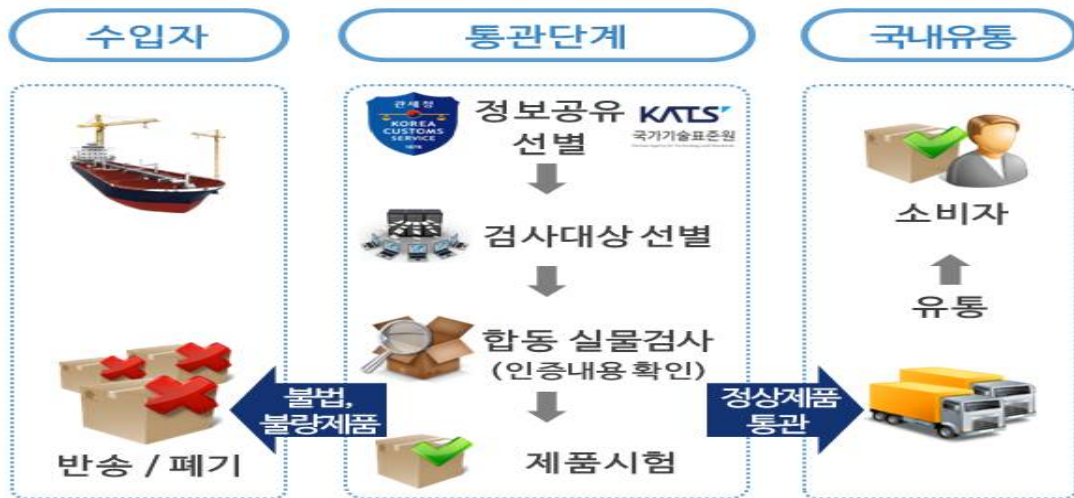 수입자
통관단계
국내유통
관세청
KOREA
CUSTOMS
SERVICE
정보공유
선별
KATS
국가기술표준원
검사대상 선별
합동 실물검사
(인증내용 확인)
제품시험
불법,
불량제품
반송 / 폐기
정상제품
통관
소비자
유통